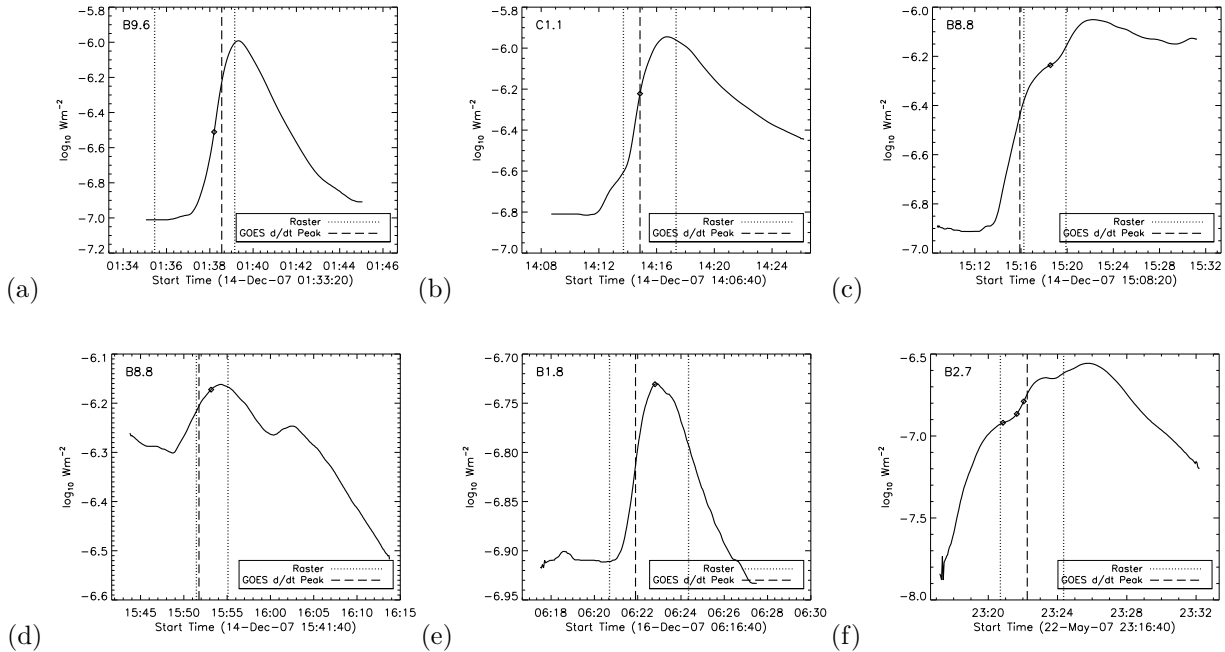 B9.6
-5.8
-6.0
-6.2
-6.4
-6.6
-6.8
-7.0
-7.2
log10 Wm−2
Raster
GOES d/dt Peak
01:34 01:36 01:38 01:40 01:42 01:44 01:46
Start Time (14-Dec-07 01:33:20)
(a)
C1.1
-5.8
-6.0
-6.2
-6.4
-6.6
-6.8
-7.0
log10 Wm−2
Raster
GOES d/dt Peak
14:08 14:12 14:16 14:20 14:24
Start Time (14-Dec-07 14:06:40)
(b)
B8.8
-6.0
-6.2
-6.4
-6.6
-6.8
-7.0
log10 Wm−2
Raster
GOES d/dt Peak
15:12 15:16 15:20 15:24 15:28 15:32
Start Time (14-Dec-07 15:08:20)
(c)
B8.8
-6.1
-6.2
-6.3
-6.4
-6.5
-6.6
log10 Wm−2
Raster
GOES d/dt Peak
15:45 15:50 15:55 16:00 16:05 16:10 16:15
Start Time (14-Dec-07 15:41:40)
(d)
B1.8
-6.70
-6.75
-6.80
-6.85
-6.90
-6.95
log10 Wm−2
Raster
GOES d/dt Peak
06:18 06:20 06:22 06:24 06:26 06:28 06:30
Start Time (16-Dec-07 06:16:40)
(e)
B2.7
-6.5
-7.0
-7.5
-8.0
log10 Wm−2
Raster
GOES d/dt Peak
23:20 23:24 23:28 23:32
Start Time (22-May-07 23:16:40)
(f)